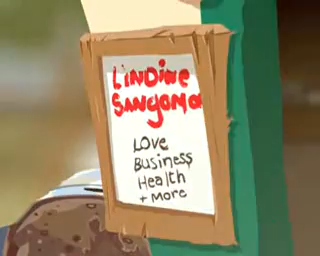 LiNDiwe
SANgoma
Love
Business
Health
+ More